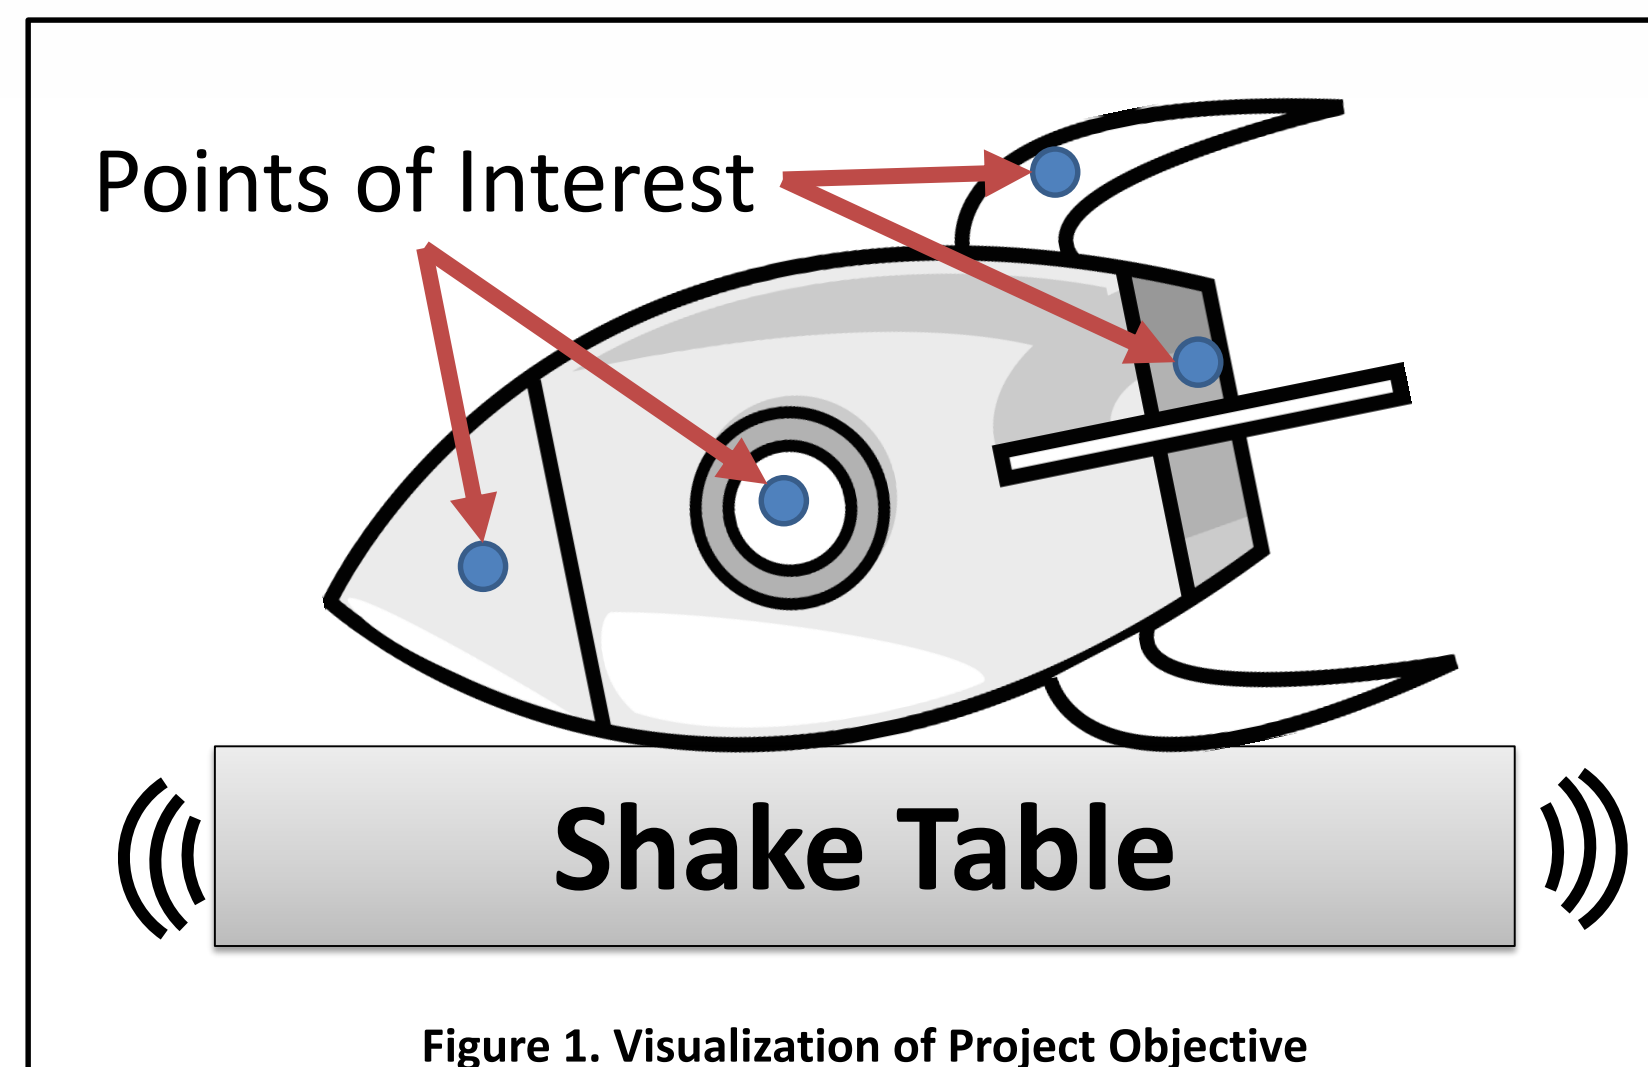 Points of Interest
Shake Table
Figure 1. Visualization of Project Objective